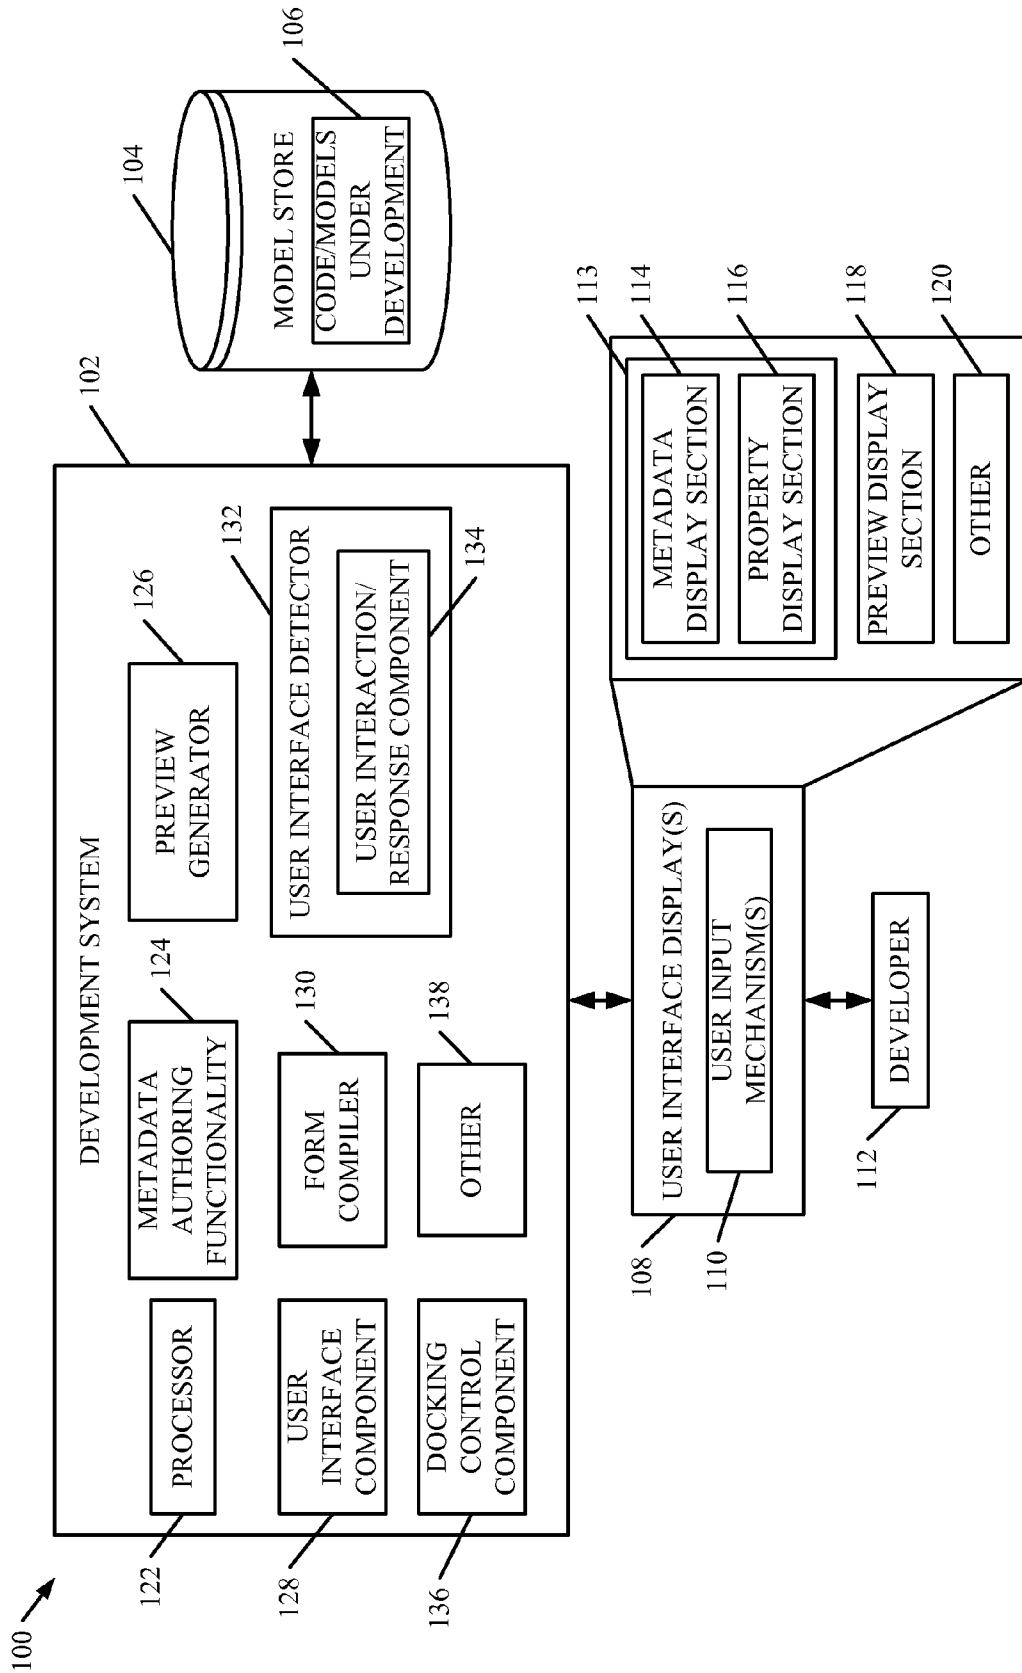 100
DEVELOPMENT SYSTEM
102
104
106
MODEL STORE
CODE/MODELS
UNDER
DEVELOPMENT
122
PROCESSOR
124
METADATA
AUTHORING
FUNCTIONALITY
126
PREVIEW
GENERATOR
128
USER
INTERFACE
COMPONENT
130
FORM
COMPILER
132
USER INTERFACE DETECTOR
134
USER INTERACTION/
RESPONSE COMPONENT
136
DOCKING
CONTROL
COMPONENT
138
OTHER
108
USER INTERFACE DISPLAY(S)
110
USER INPUT
MECHANISM(S)
112
DEVELOPER
113
114
METADATA
DISPLAY SECTION
116
PROPERTY
DISPLAY SECTION
118
PREVIEW DISPLAY
SECTION
120
OTHER